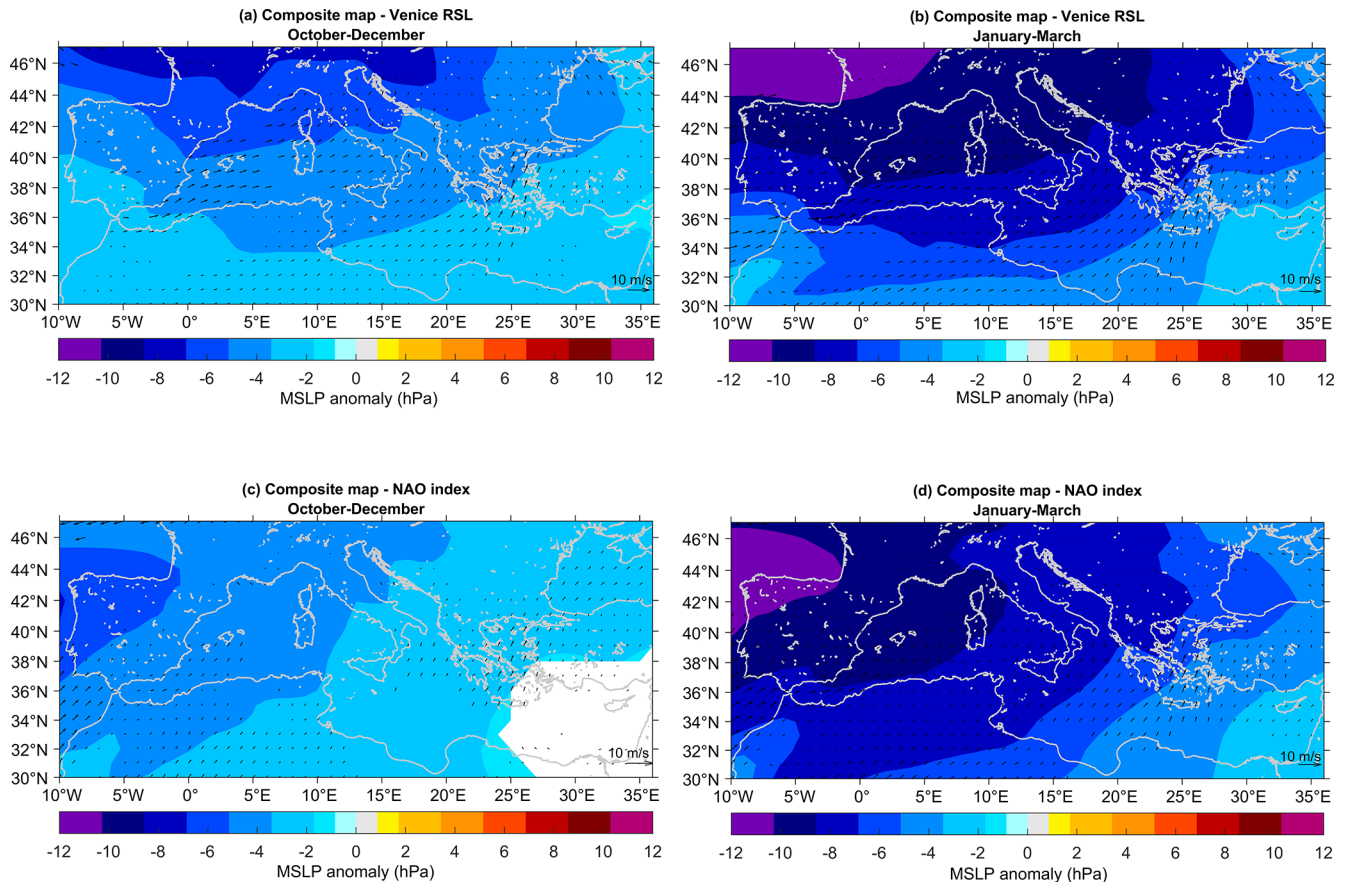 (a) Composite map - Venice RSL
October-December
46°N
44°N
42°N
40°N
38°N
36°N
34°N
32°N
30°N
10 m/s
10°W 5°W 0° 5°E 10°E 15°E 20°E 25°E 30°E 35°E
-12 -10 -8 -6 -4 -2 0 2 4 6 8 10 12
MSLP anomaly (hPa)
(b) Composite map - Venice RSL
January-March
46°N
44°N
42°N
40°N
38°N
36°N
34°N
32°N
30°N
10 m/s
10°W 5°W 0° 5°E 10°E 15°E 20°E 25°E 30°E 35°E
-12 -10 -8 -6 -4 -2 0 2 4 6 8 10 12
MSLP anomaly (hPa)
(c) Composite map - NAO index
October-December
46°N
44°N
42°N
40°N
38°N
36°N
34°N
32°N
30°N
10 m/s
10°W 5°W 0° 5°E 10°E 15°E 20°E 25°E 30°E 35°E
-12 -10 -8 -6 -4 -2 0 2 4 6 8 10 12
MSLP anomaly (hPa)
(d) Composite map - NAO index
January-March
46°N
44°N
42°N
40°N
38°N
36°N
34°N
32°N
30°N
10 m/s
10°W 5°W 0° 5°E 10°E 15°E 20°E 25°E 30°E 35°E
-12 -10 -8 -6 -4 -2 0 2 4 6 8 10 12
MSLP anomaly (hPa)